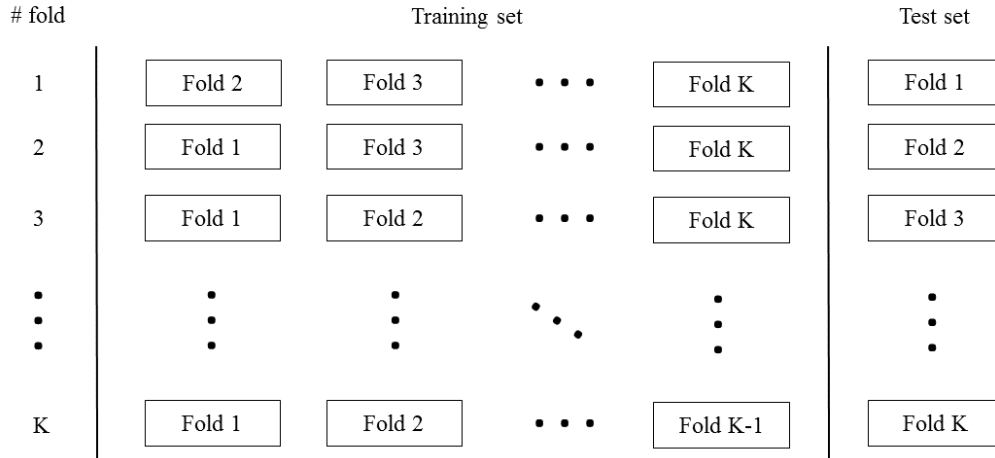 # fold Training set Test set
1 Fold 2 Fold 3 Fold K Fold 1
2 Fold 1 Fold 3 Fold K Fold 2
3 Fold 1 Fold 2 Fold K Fold 3
K Fold 1 Fold 2 Fold K-1 Fold K